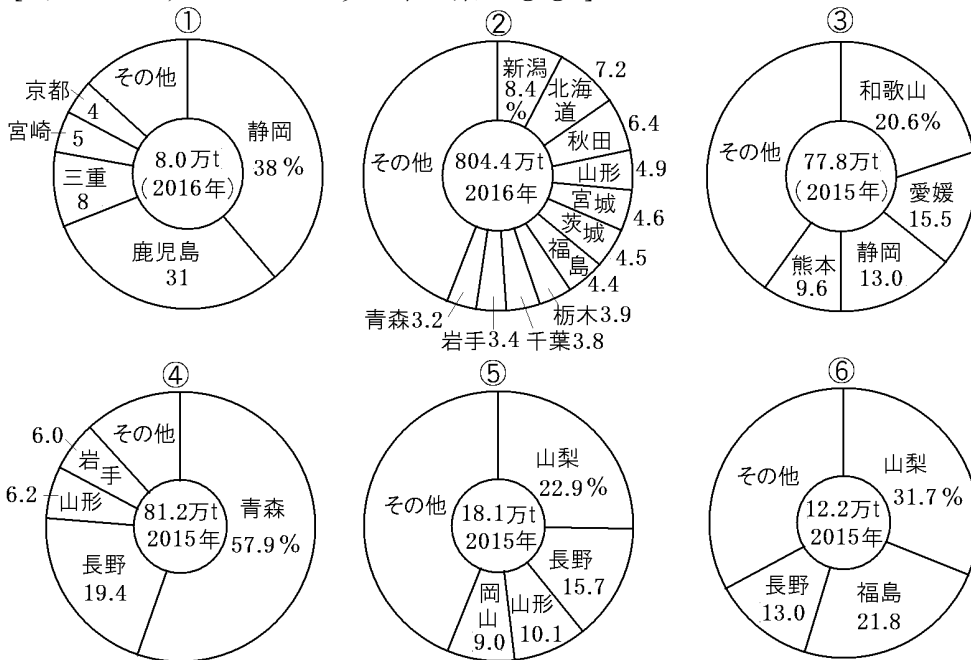 ①
その他
京都
4
宮崎
5
三重
8
鹿児島
31
静岡
38%
8.0万t
(2016年)
②
新潟
8.4
%
北海道
7.2
秋田
6.4
山形
4.9
宮城
4.6
茨城
4.5
福島
4.4
栃木3.9
千葉3.8
岩手3.4
青森3.2
その他
804.4万t
2016年
③
和歌山
20.6%
愛媛
15.5
静岡
13.0
熊本
9.6
その他
77.8万t
(2015年)
④
その他
6.0
岩手
6.2
山形
長野
19.4
青森
57.9%
81.2万t
2015年
⑤
山梨
22.9%
長野
15.7
山形
10.1
岡山
9.0
その他
18.1万t
2015年
⑥
山梨
31.7%
福島
21.8
長野
13.0
その他
12.2万t
2015年